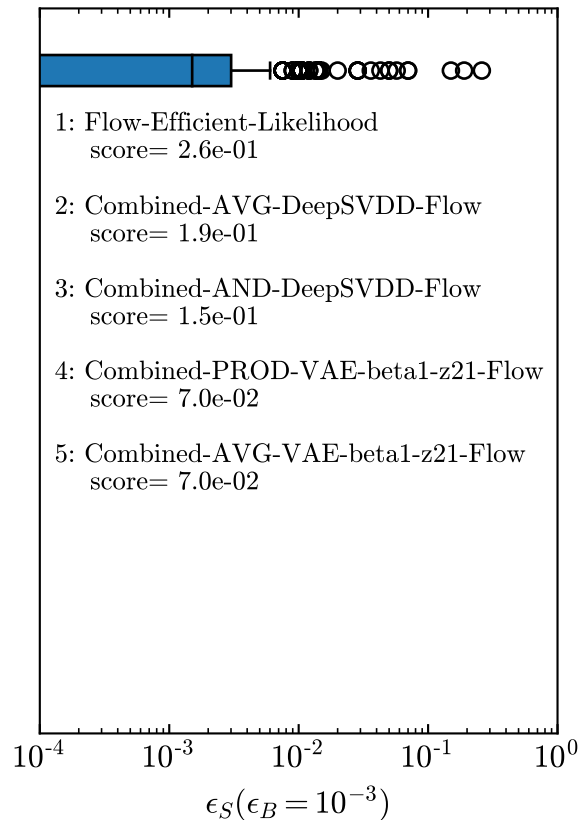 1: Flow-Efficient-Likelihood
score= 2.6e-01
2: Combined-AVG-DeepSVDD-Flow
score= 1.9e-01
3: Combined-AND-DeepSVDD-Flow
score= 1.5e-01
4: Combined-PROD-VAE-beta1-z21-Flow
score= 7.0e-02
5: Combined-AVG-VAE-beta1-z21-Flow
score= 7.0e-02
10⁻⁴ 10⁻³ 10⁻² 10⁻¹ 10⁰
ϵ_S(ϵ_B = 10⁻³)